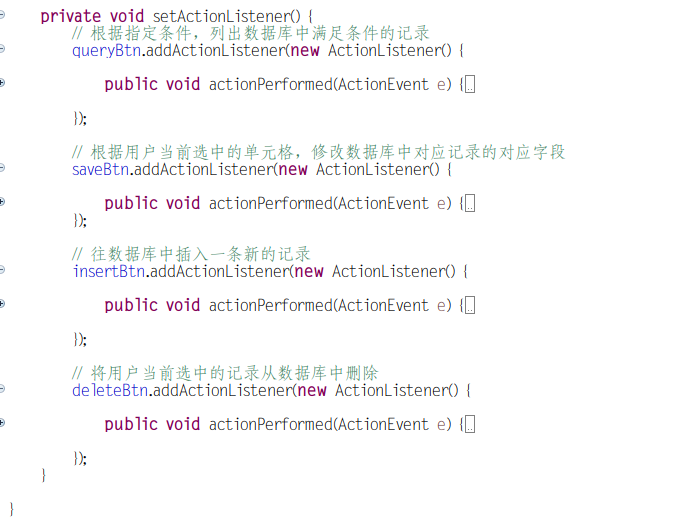 private void setActionListener() {
// 根据指定条件，列出数据库中满足条件的记录
queryBtn.addActionListener(new ActionListener() {
public void actionPerformed(ActionEvent e) {..
});
// 根据用户当前选中的单元格，修改数据库中对应记录的对应字段
saveBtn.addActionListener(new ActionListener() {
public void actionPerformed(ActionEvent e) {..
});
// 往数据库中插入一条新的记录
insertBtn.addActionListener(new ActionListener() {
public void actionPerformed(ActionEvent e) {..
});
// 将用户当前选中的记录从数据库中删除
deleteBtn.addActionListener(new ActionListener() {
public void actionPerformed(ActionEvent e) {..
});
}
}